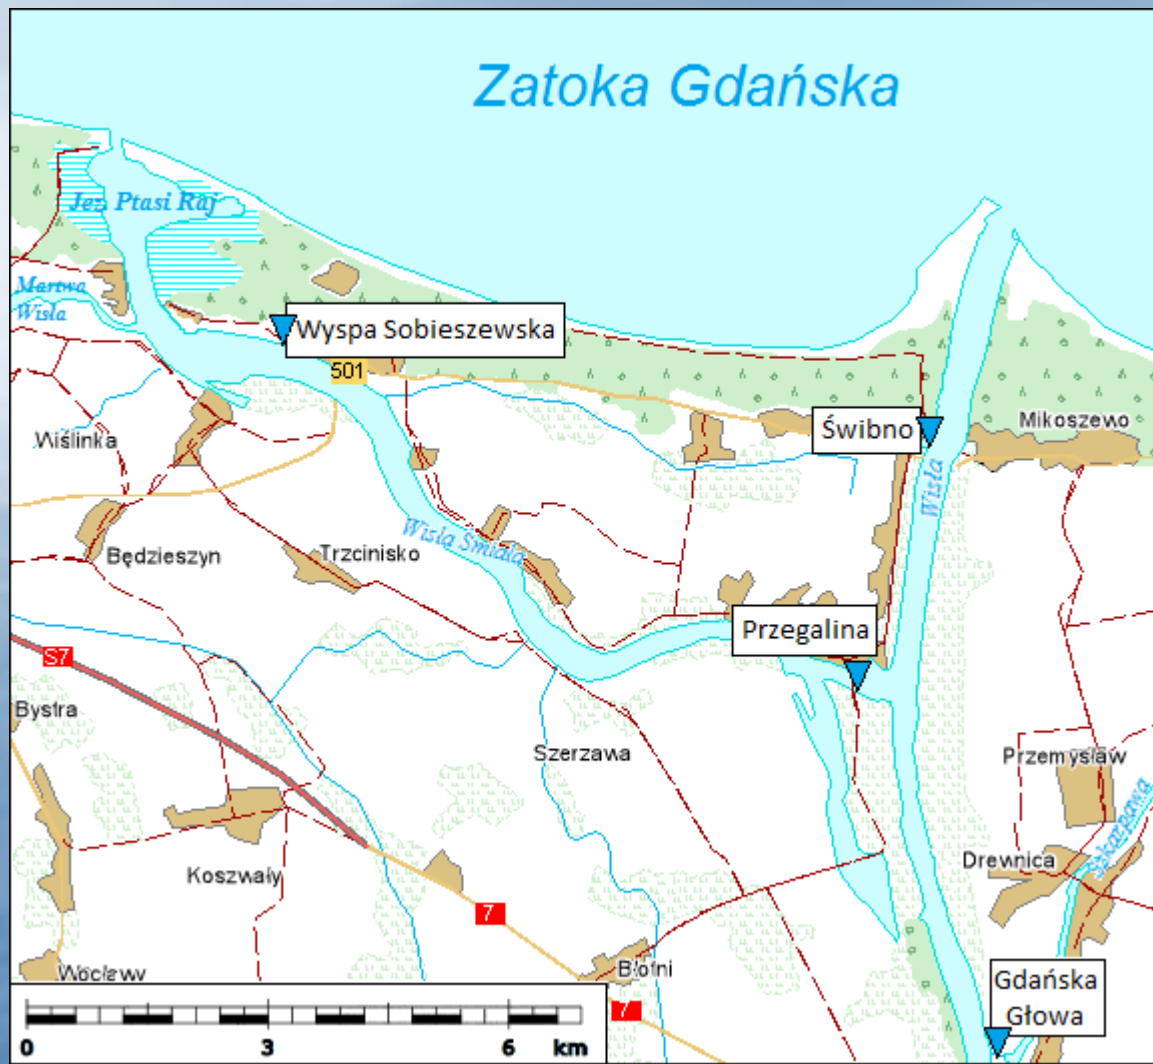 Zatoka Gdańska
Jez. Ptasi Raj
Martwa
Wisła
Wyspa Sobieszewska
501
Świbno
Mikoszewo
Wiślinka
Wisła
Wisła Śmiała
Będzieszyn
Trzcinisko
Przegalina
S7
Bystra
Szerzawa
Przemysław
Szkarpawa
Drewnica
Koszwały
7
Wocławy
Błotni
Gdańska
Głowa
7
0 3 6 km